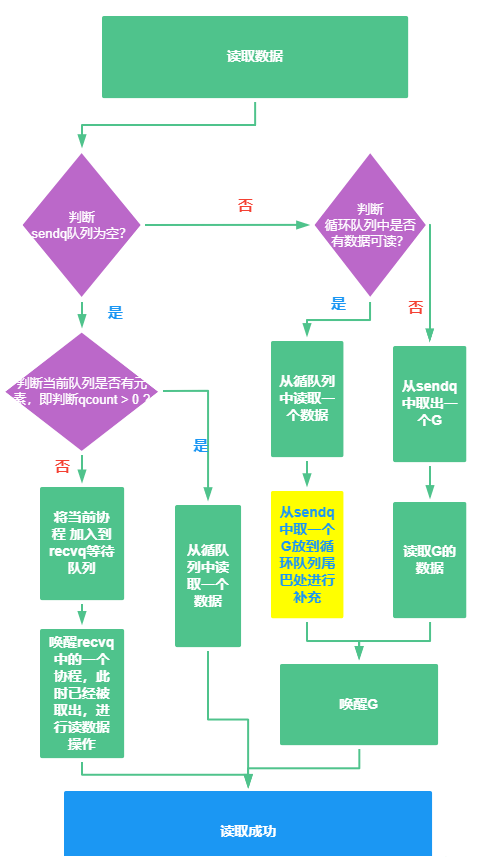 读取数据
判断
sendq队列为空?
否
判断
循环队列中是否
有数据可读?
是
是
否
判断当前队列是否有元
素，即判断qcount > 0 ?
从循队列
中读取一
个数据
从sendq
中取出一
个G
否
是
将当前协
程 加入到
recvq等待
队列
从循队
列中读
取一个
数据
从sendq
中取一个
G放到循
环队列尾
巴处进行
补充
读取G的
数据
唤醒recvq
中的一个
协程，此
时已经被
取出，进
行读数据
操作
唤醒G
读取成功